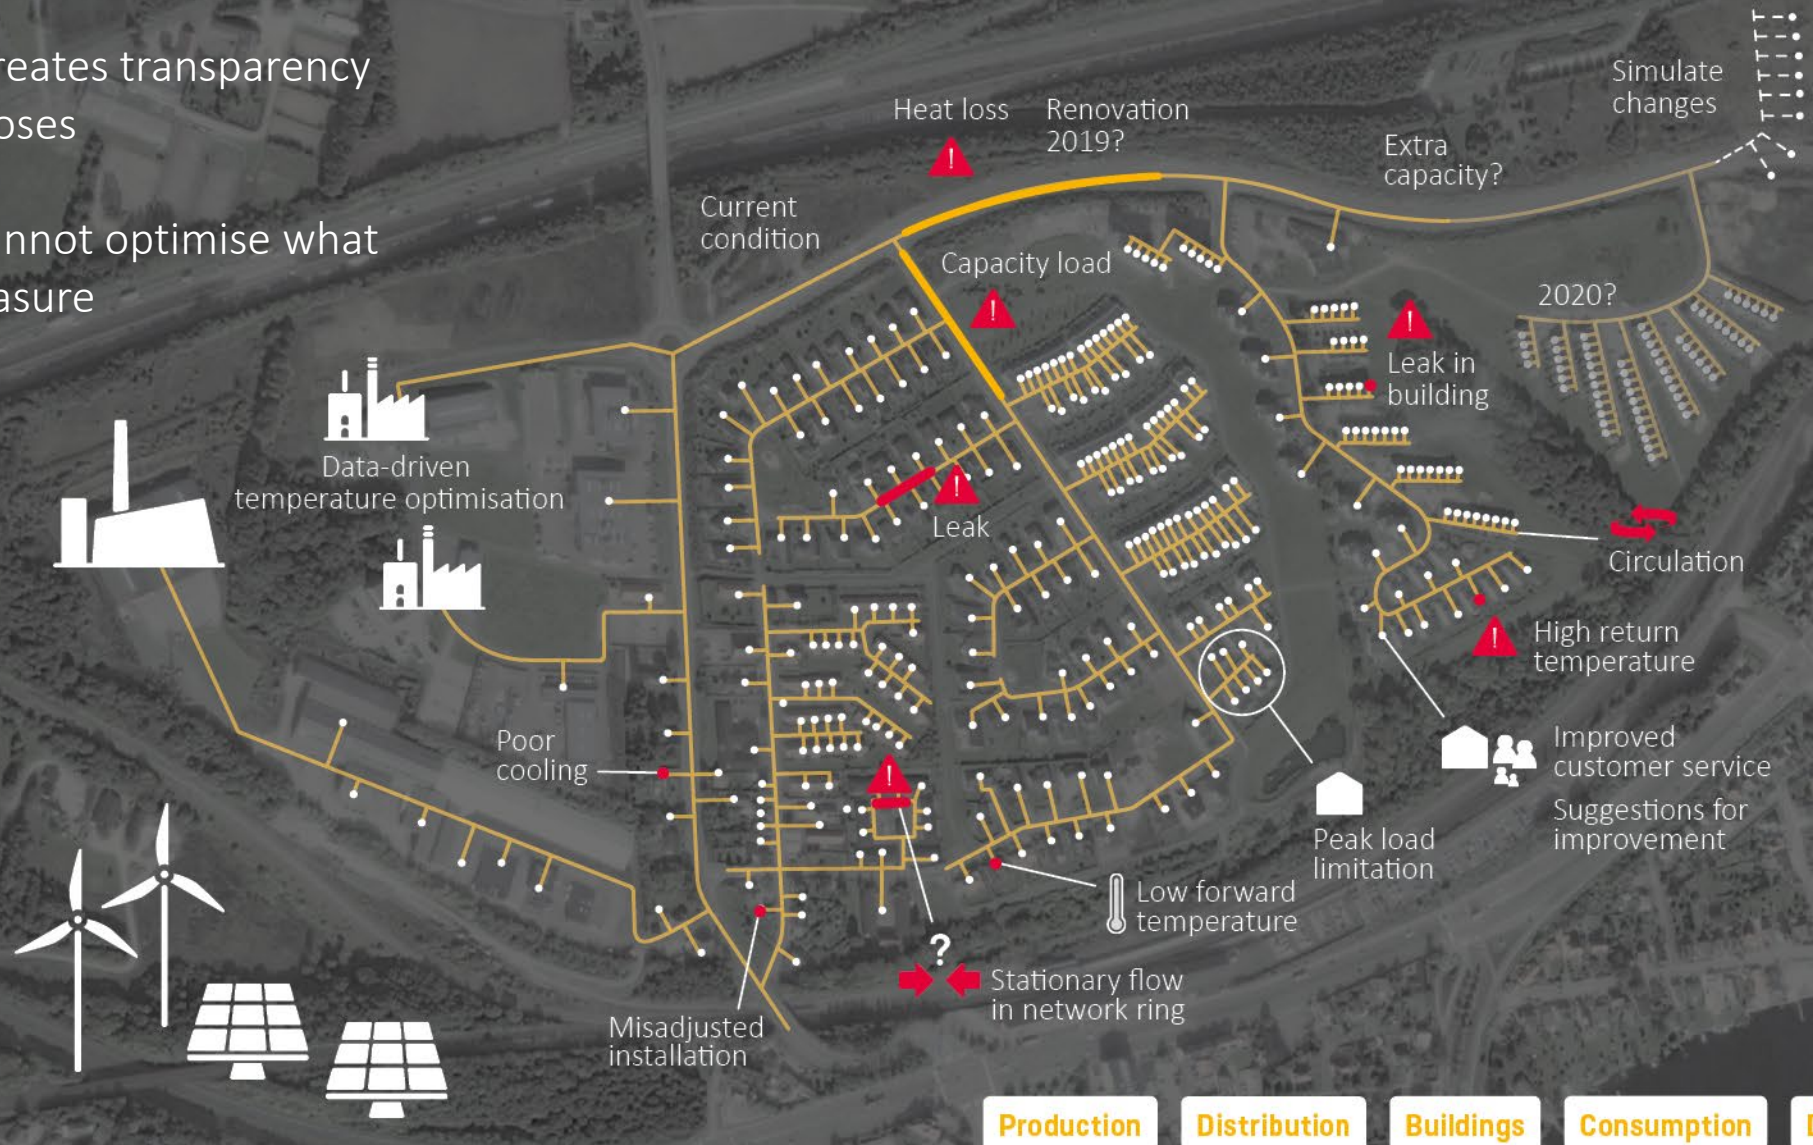 reates transparency
oses
nnot optimise what
asure
Heat loss
Renovation
2019?
Simulate
changes
Extra
capacity?
Current
condition
Capacity load
2020?
Leak in
building
Data-driven
temperature optimisation
Leak
Circulation
High return
temperature
Poor
cooling
Improved
customer service
Suggestions for
improvement
Peak load
limitation
Low forward
temperature
?
Stationary flow
in network ring
Misadjusted
installation
Production
Distribution
Buildings
Consumption